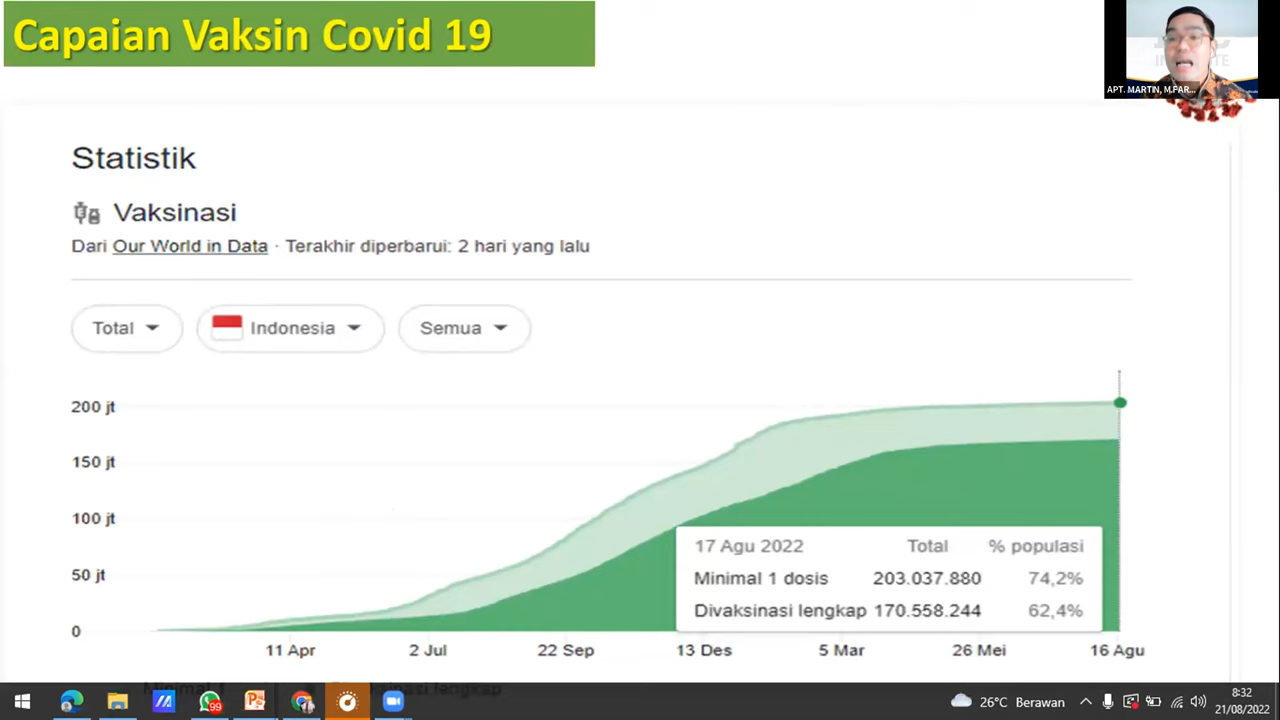 Capaian Vaksin Covid 19
APT. MARTIN, M.FAR...
Statistik
Vaksinasi
Dari Our World in Data · Terakhir diperbarui: 2 hari yang lalu
Total
Indonesia
Semua
200 jt
150 jt
100 jt
50 jt
0
17 Agu 2022 Total % populasi
Minimal 1 dosis 203.037.880 74,2%
Divaksinasi lengkap 170.558.244 62,4%
11 Apr 2 Jul 22 Sep 13 Des 5 Mar 26 Mei 16 Agu
99
26°C Berawan
8:32
21/08/2022